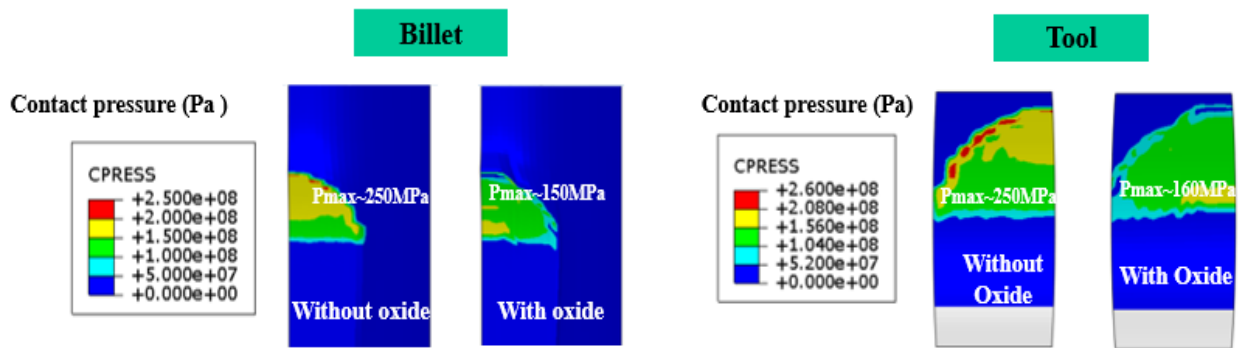 Billet
Tool
Contact pressure (Pa )
CPRESS
+2.500e+08
+2.000e+08
+1.500e+08
+1.000e+08
+5.000e+07
+0.000e+00
Pmax~250MPa
Without oxide
Pmax~150MPa
With oxide
Contact pressure (Pa)
CPRESS
+2.600e+08
+2.080e+08
+1.560e+08
+1.040e+08
+5.200e+07
+0.000e+00
Pmax~250MPa
Without
Oxide
Pmax~160MPa
With Oxide